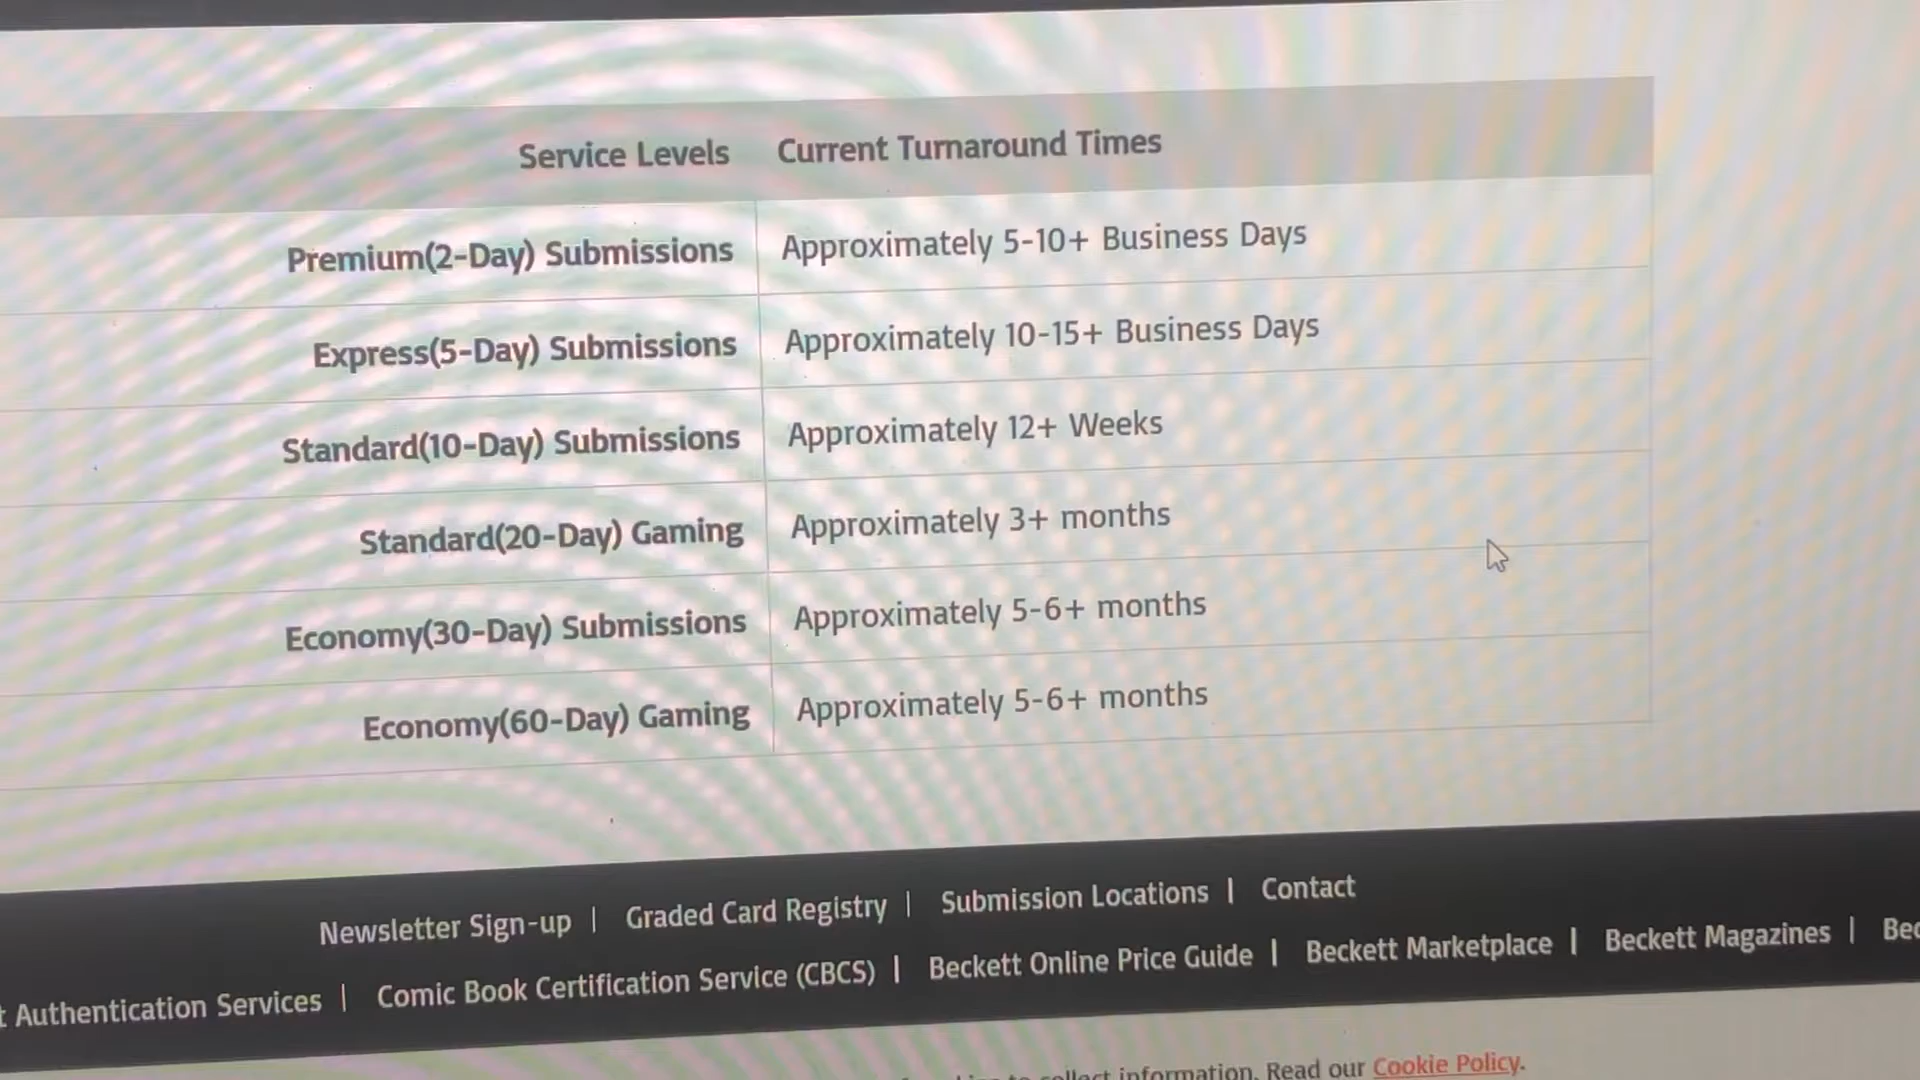 Service Levels Current Turnaround Times
Premium(2-Day) Submissions Approximately 5-10+ Business Days
Express(5-Day) Submissions Approximately 10-15+ Business Days
Standard(10-Day) Submissions Approximately 12+ Weeks
Standard(20-Day) Gaming Approximately 3+ months
Economy(30-Day) Submissions Approximately 5-6+ months
Economy(60-Day) Gaming Approximately 5-6+ months
Newsletter Sign-up | Graded Card Registry | Submission Locations | Contact
Authentication Services | Comic Book Certification Service (CBCS) | Beckett Online Price Guide | Beckett Marketplace | Beckett Magazines |
to collect information. Read our Cookie Policy.